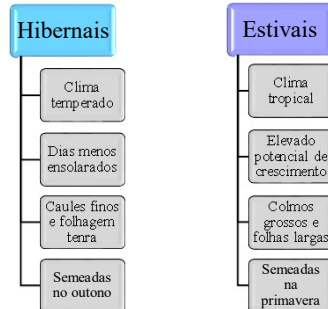 Hibernais
Clima
temperado
Dias menos
ensolarados
Caules finos
e folhagem
tenra
Semeadas
no outono
Estivais
Clima
tropical
Elevado
potencial de
crescimento
Colmos
grossos e
folhas largas
Semeadas
na
primavera